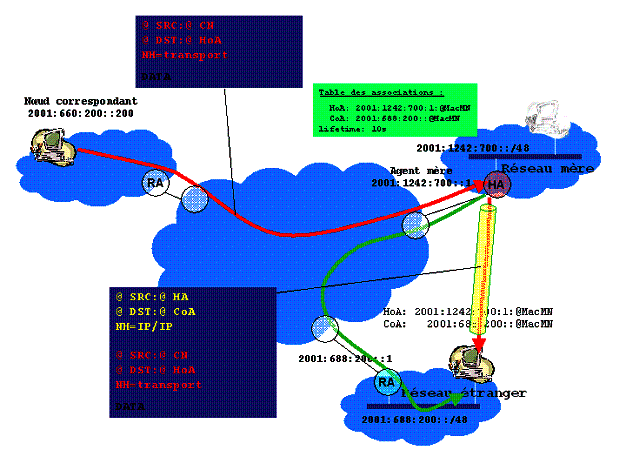 @ SRC:@ CN
@ DST:@ HoA
NH=transport
DATA
Nœud correspondant
2001:660:200::200
Table des associations :
HoA: 2001:1242:700:1:@MacMN
CoA: 2001:688:200::@MacMN
lifetime: 10s
2001:1242:700::/48
Réseau mère
Agent mère
2001:1242:700::1
HA
RA
@ SRC:@ HA
@ DST:@ CoA
NH=IP/IP
@ SRC:@ CN
@ DST:@ HoA
NH=transport
DATA
HoA: 2001:1242:700:1:@MacMN
CoA: 2001:68 :200::@MacMN
2001:688:200::1
RA
réseau étranger
2001:688:200::/48